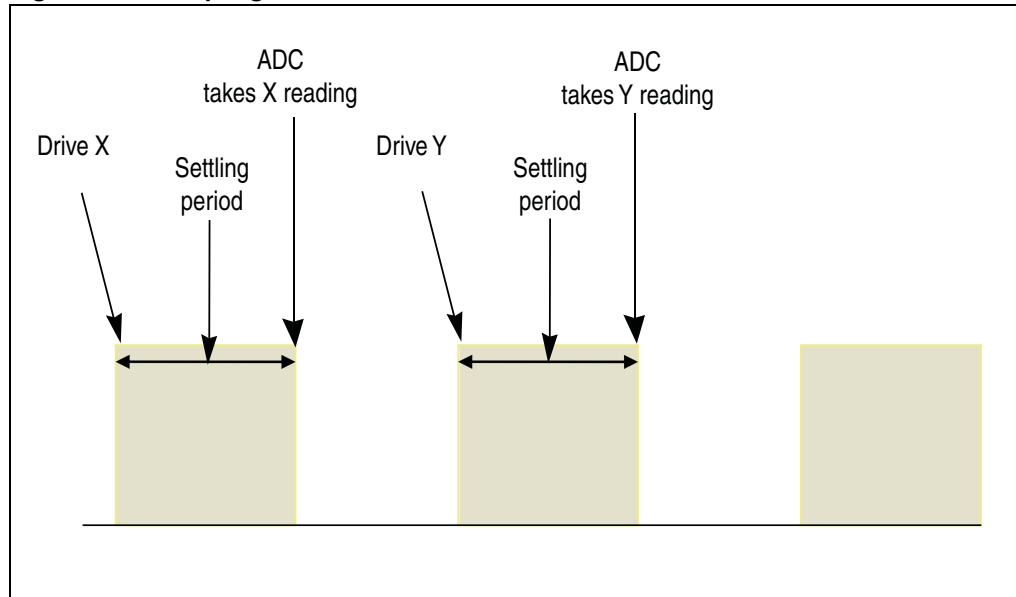 ADC
takes X reading
ADC
takes Y reading
Drive X
Settling
period
Drive Y
Settling
period